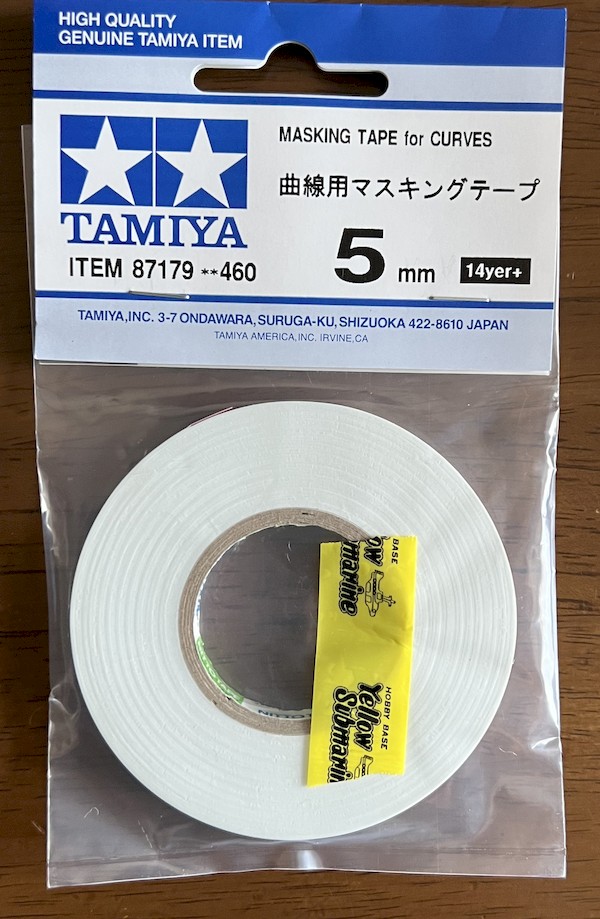 HIGH QUALITY
GENUINE TAMIYA ITEM
MASKING TAPE for CURVES
曲線用マスキングテープ
TAMIYA
5 mm
14yer+
ITEM 87179 **460
TAMIYA,INC. 3-7 ONDAWARA,SURUGA-KU,SHIZUOKA 422-8610 JAPAN
TAMIYA AMERICA,INC. IRVINE,CA
BASE
HOBBY BASE
Yellow
Submarine